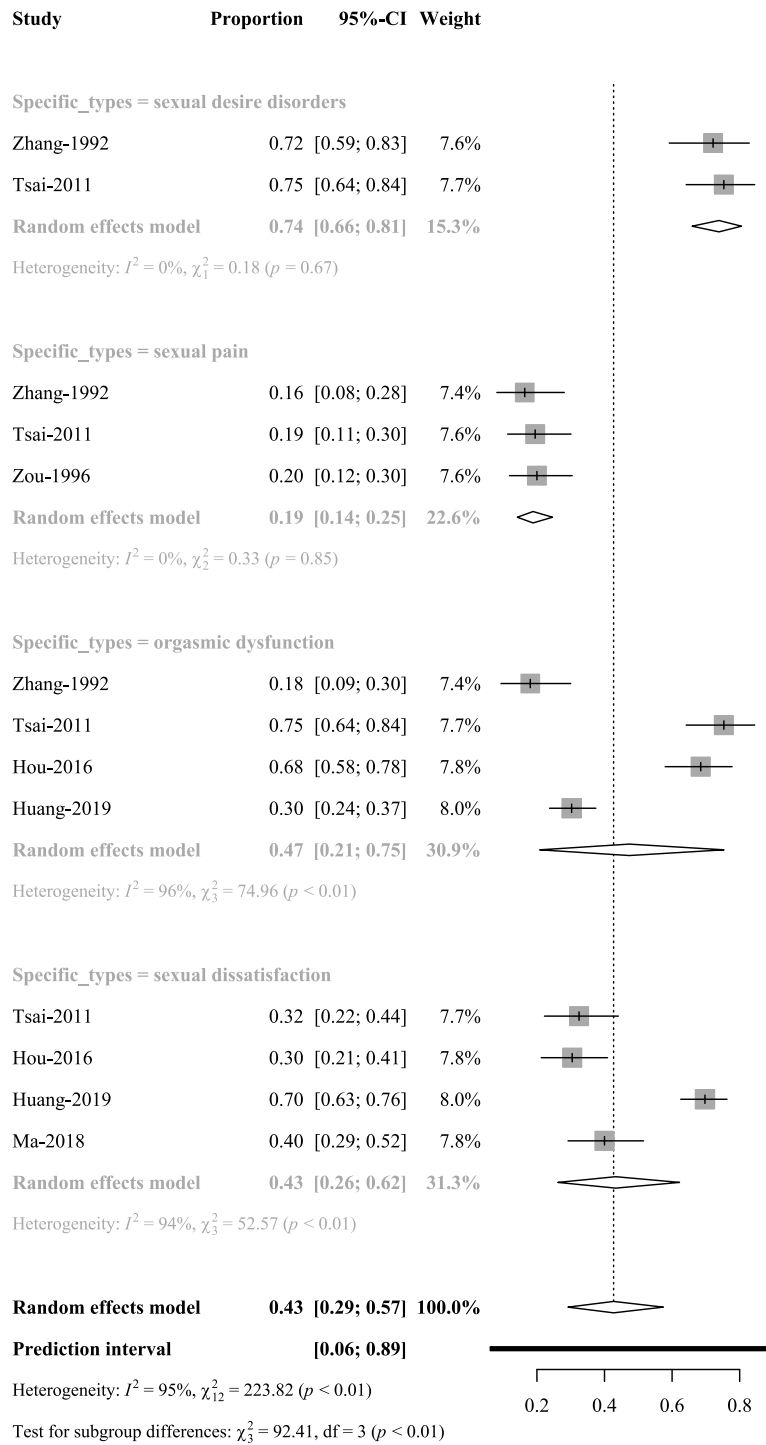 Study Proportion 95%-CI Weight
Specific_types = sexual desire disorders
Zhang-1992 0.72 [0.59; 0.83] 7.6%
Tsai-2011 0.75 [0.64; 0.84] 7.7%
Random effects model 0.74 [0.66; 0.81] 15.3%
Heterogeneity: I² = 0%, χ²₁ = 0.18 (p = 0.67)
Specific_types = sexual pain
Zhang-1992 0.16 [0.08; 0.28] 7.4%
Tsai-2011 0.19 [0.11; 0.30] 7.6%
Zou-1996 0.20 [0.12; 0.30] 7.6%
Random effects model 0.19 [0.14; 0.25] 22.6%
Heterogeneity: I² = 0%, χ²₂ = 0.33 (p = 0.85)
Specific_types = orgasmic dysfunction
Zhang-1992 0.18 [0.09; 0.30] 7.4%
Tsai-2011 0.75 [0.64; 0.84] 7.7%
Hou-2016 0.68 [0.58; 0.78] 7.8%
Huang-2019 0.30 [0.24; 0.37] 8.0%
Random effects model 0.47 [0.21; 0.75] 30.9%
Heterogeneity: I² = 96%, χ²₃ = 74.96 (p < 0.01)
Specific_types = sexual dissatisfaction
Tsai-2011 0.32 [0.22; 0.44] 7.7%
Hou-2016 0.30 [0.21; 0.41] 7.8%
Huang-2019 0.70 [0.63; 0.76] 8.0%
Ma-2018 0.40 [0.29; 0.52] 7.8%
Random effects model 0.43 [0.26; 0.62] 31.3%
Heterogeneity: I² = 94%, χ²₃ = 52.57 (p < 0.01)
Random effects model 0.43 [0.29; 0.57] 100.0%
Prediction interval [0.06; 0.89]
Heterogeneity: I² = 95%, χ²₁₂ = 223.82 (p < 0.01)
0.2 0.4 0.6 0.8
Test for subgroup differences: χ²₃ = 92.41, df = 3 (p < 0.01)